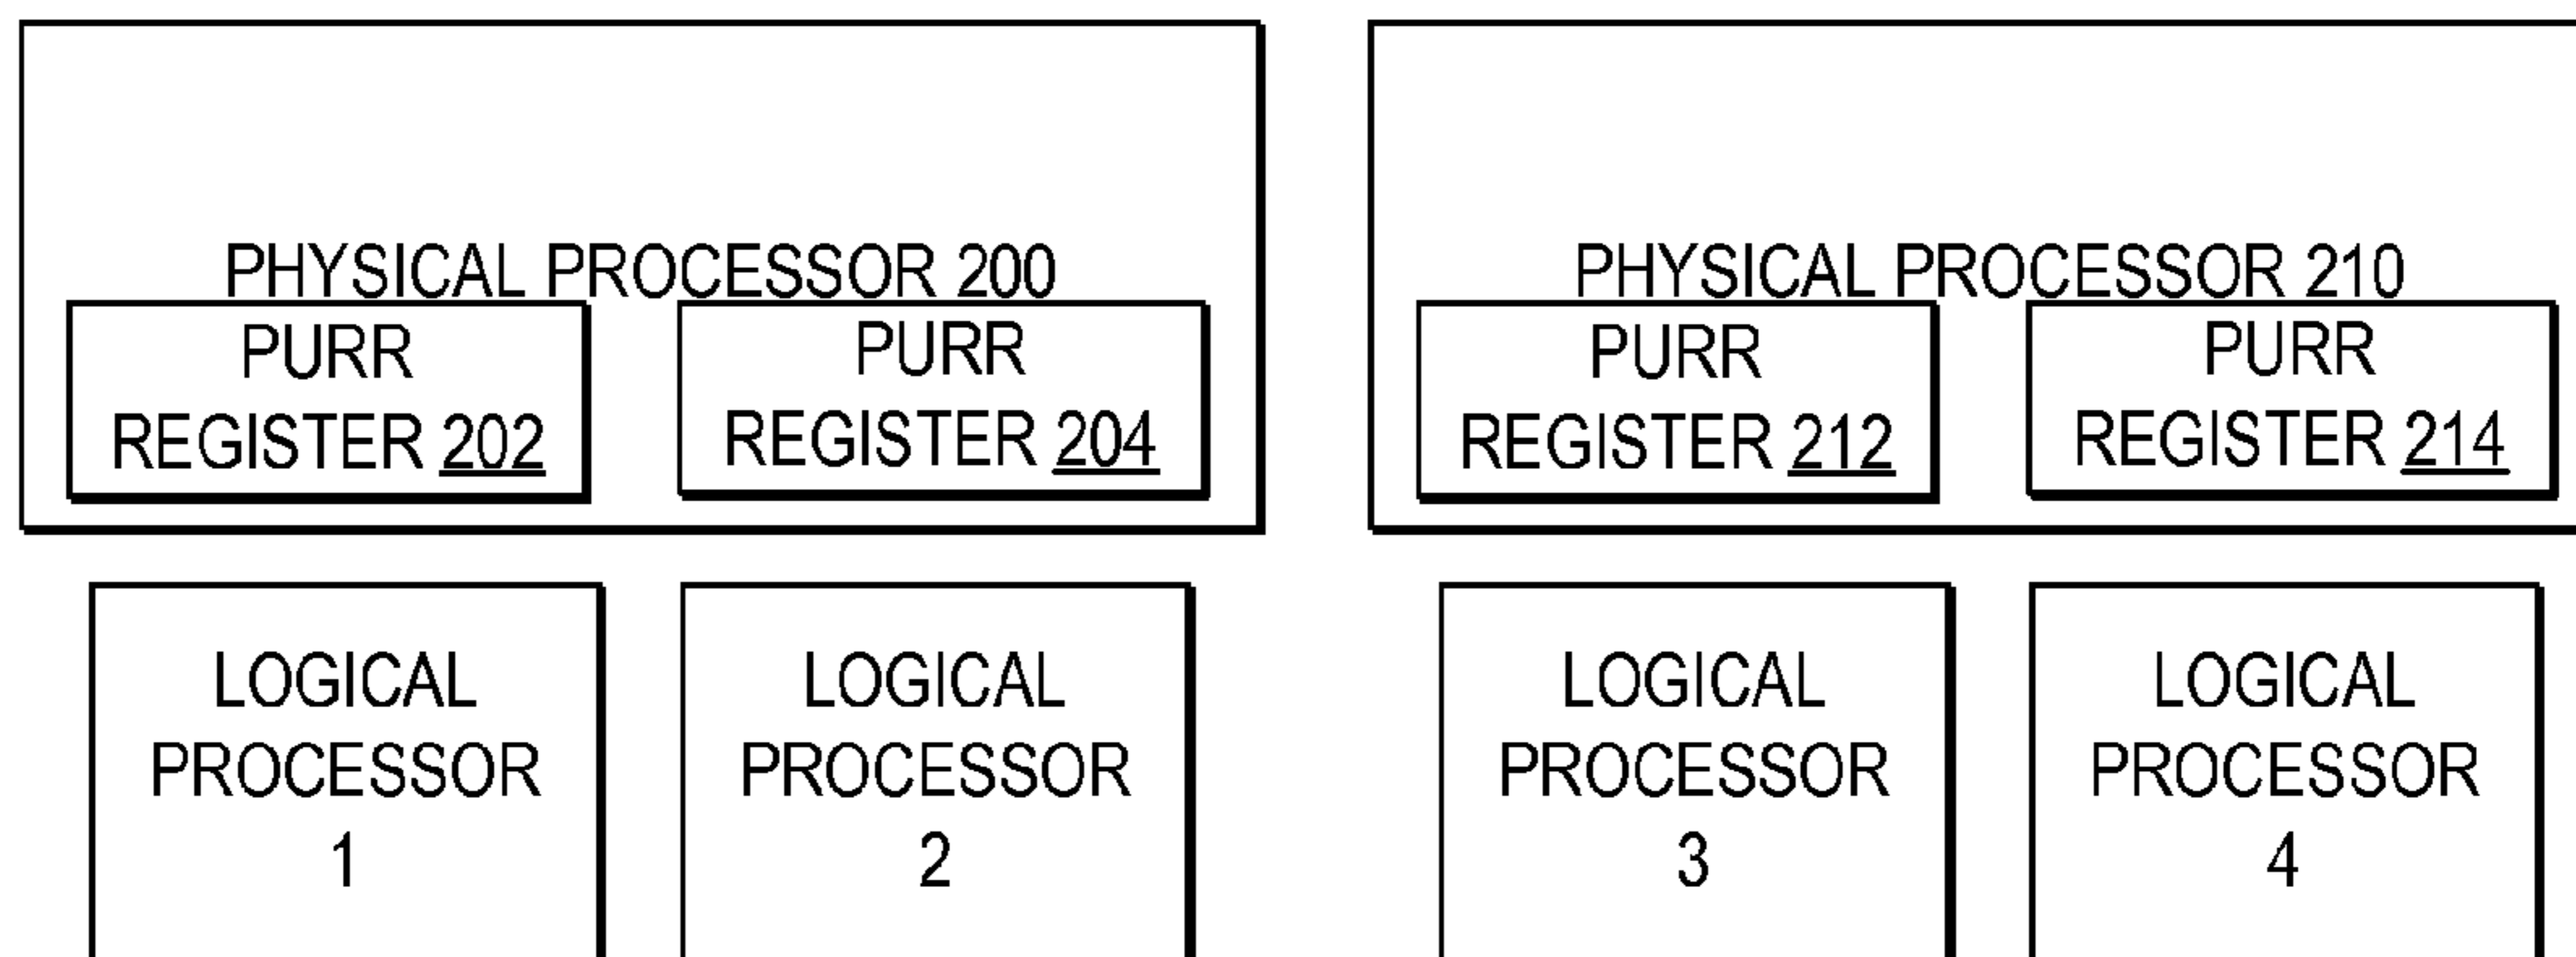 PHYSICAL PROCESSOR 200
PURR
REGISTER 202
PURR
REGISTER 204
PHYSICAL PROCESSOR 210
PURR
REGISTER 212
PURR
REGISTER 214
LOGICAL
PROCESSOR
1
LOGICAL
PROCESSOR
2
LOGICAL
PROCESSOR
3
LOGICAL
PROCESSOR
4